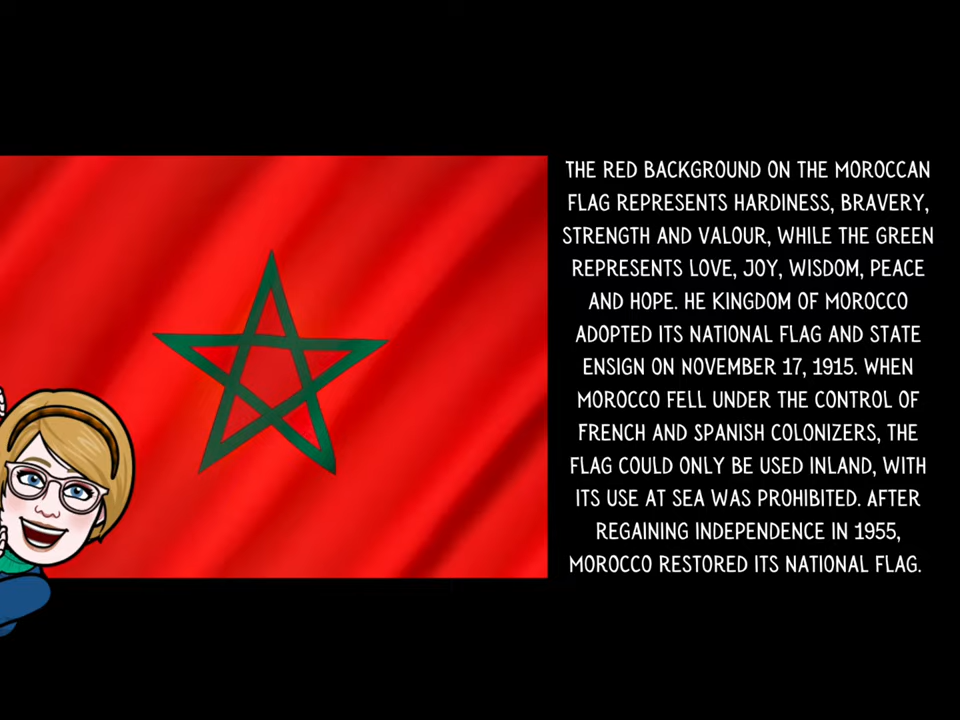 THE RED BACKGROUND ON THE MOROCCAN
FLAG REPRESENTS HARDINESS, BRAVERY,
STRENGTH AND VALOUR, WHILE THE GREEN
REPRESENTS LOVE, JOY, WISDOM, PEACE
AND HOPE. HE KINGDOM OF MOROCCO
ADOPTED ITS NATIONAL FLAG AND STATE
ENSIGN ON NOVEMBER 17, 1915. WHEN
MOROCCO FELL UNDER THE CONTROL OF
FRENCH AND SPANISH COLONIZERS, THE
FLAG COULD ONLY BE USED INLAND, WITH
ITS USE AT SEA WAS PROHIBITED. AFTER
REGAINING INDEPENDENCE IN 1955,
MOROCCO RESTORED ITS NATIONAL FLAG.